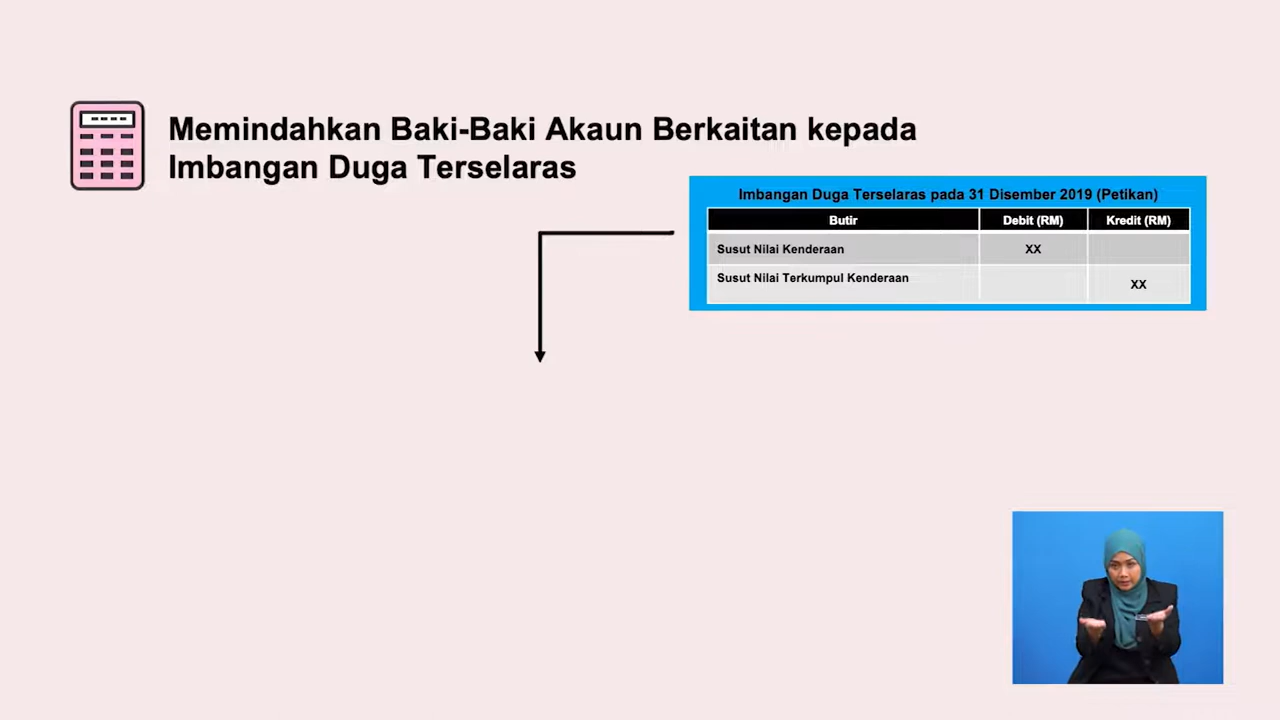 Memindahkan Baki-Baki Akaun Berkaitan kepada
Imbangan Duga Terselaras
Imbangan Duga Terselaras pada 31 Disember 2019 (Petikan)
Butir Debit (RM) Kredit (RM)
Susut Nilai Kenderaan XX
Susut Nilai Terkumpul Kenderaan XX